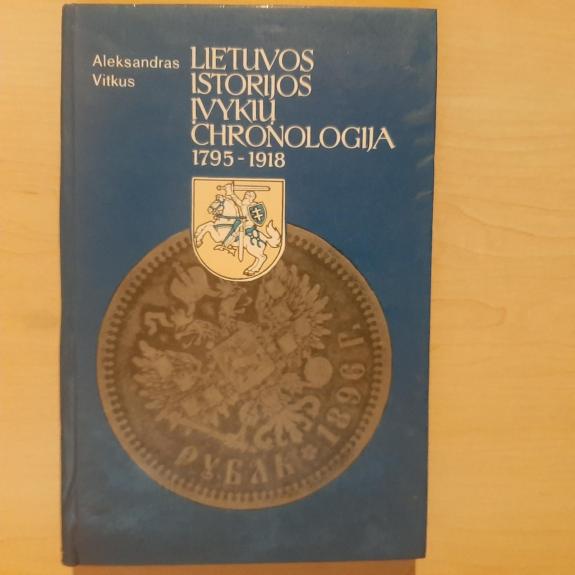 Aleksandras
Vitkus
LIETUVOS
ISTORIJOS
ĮVYKIŲ
CHRONOLOGIJA
1795-1918
РУБЛЬ 1896 Г.